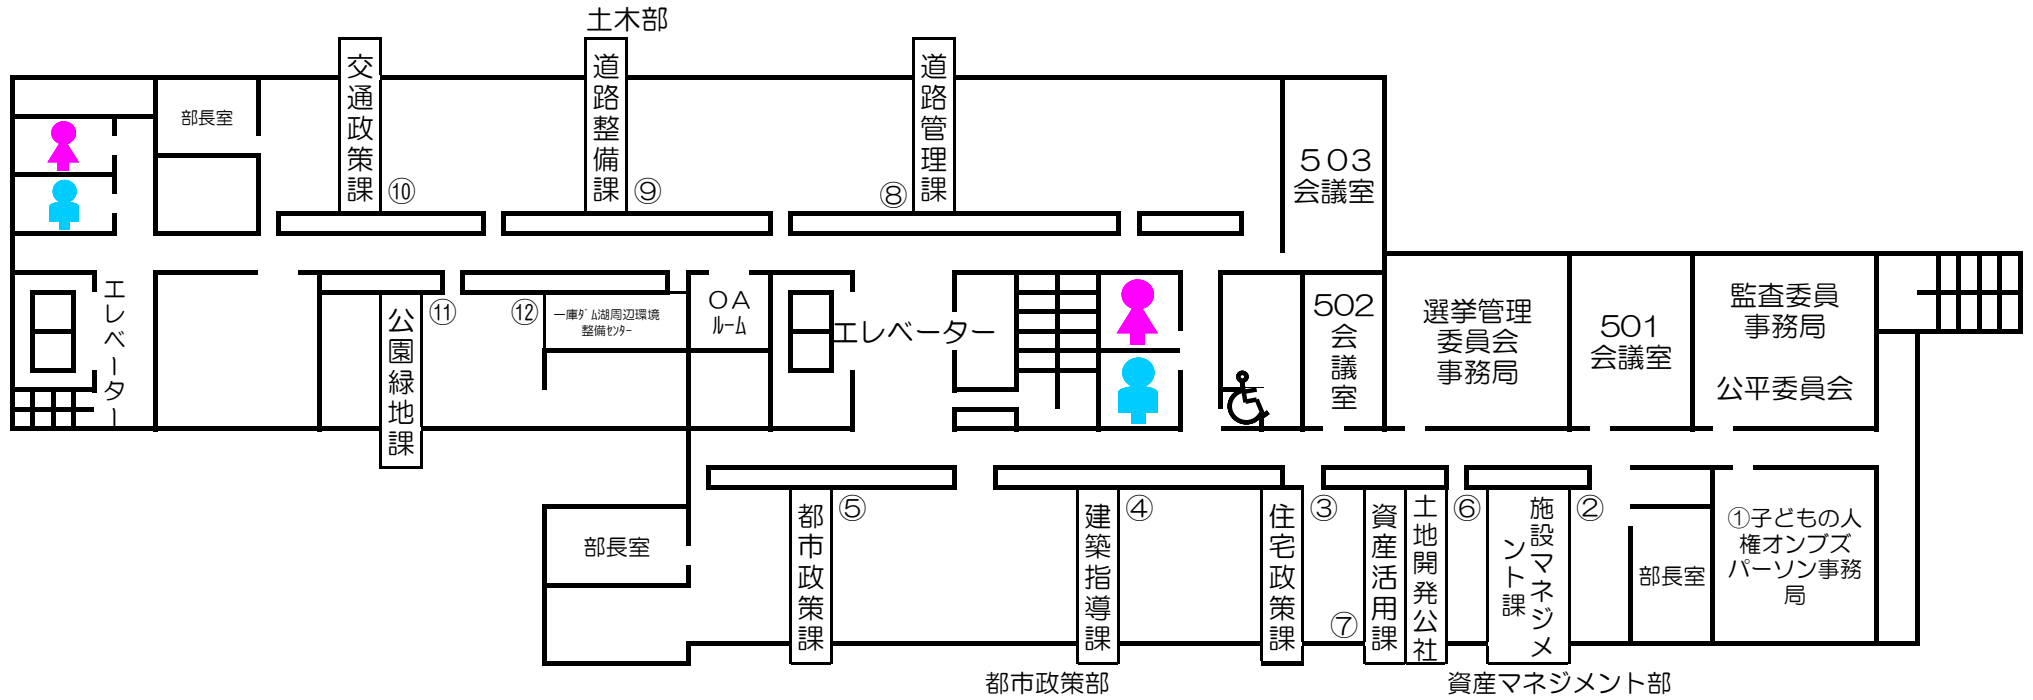 土木部
交通政策課
⑩
道路整備課
⑨
⑧
道路管理課
部長室
503
会議室
エレベーター
公園緑地課
⑪
⑫
一庫ダム湖周辺環境
整備センター
OA
ルーム
エレベーター
502
会議室
選挙管理
委員会
事務局
501
会議室
監査委員
事務局
公平委員会
部長室
都市政策課
⑤
建築指導課
④
住宅政策課
③
⑦
資産活用課
土地開発公社
⑥
施設マネジメ
ント課
②
部長室
①子どもの人
権オンブズ
パーソン事務
局
都市政策部
資産マネジメント部